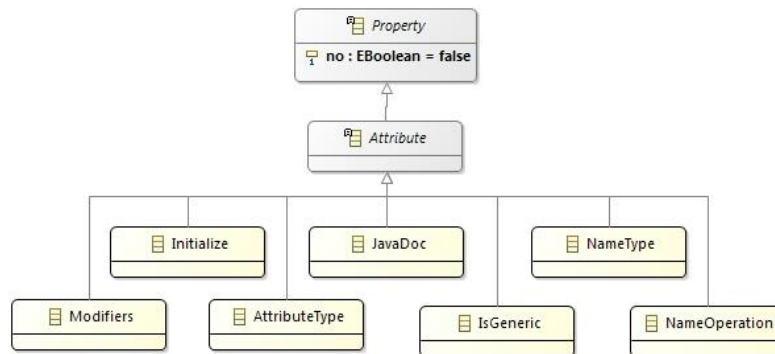 Property
no : EBoolean = false
Attribute
Initialize
JavaDoc
NameType
Modifiers
AttributeType
IsGeneric
NameOperation